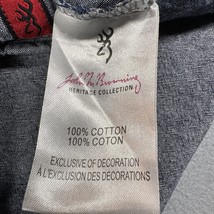 John M. Browning
HERITAGE COLLECTION
100% COTTON
100% COTON
EXCLUSIVE OF DECORATION
A L'EXCLUSION DES DÉCORATIONS